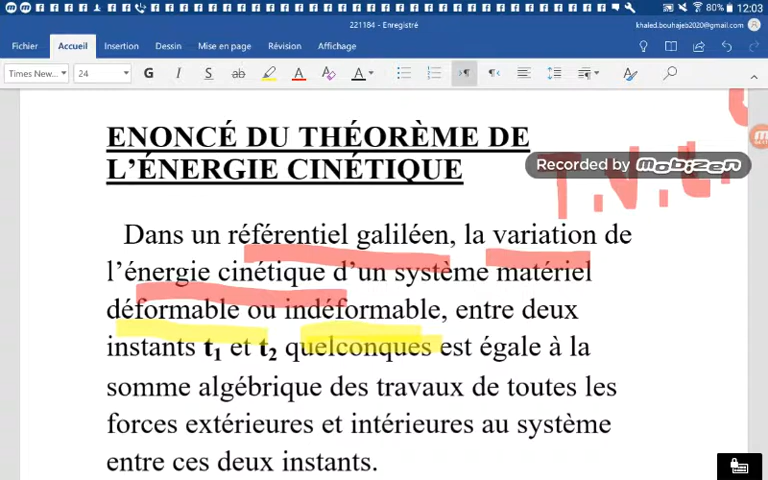 80% 12:03
221184 - Enregistré
khaled.bouhajeb2020@gmail.com
Fichier Accueil Insertion Dessin Mise en page Révision Affichage
Times New... 24 G I S ab A A
ENONCÉ DU THÉORÈME DE
L’ÉNERGIE CINÉTIQUE
Recorded by mobizen
Dans un référentiel galiléen, la variation de
l’énergie cinétique d’un système matériel
déformable ou indéformable, entre deux
instants t1 et t2 quelconques est égale à la
somme algébrique des travaux de toutes les
forces extérieures et intérieures au système
entre ces deux instants.